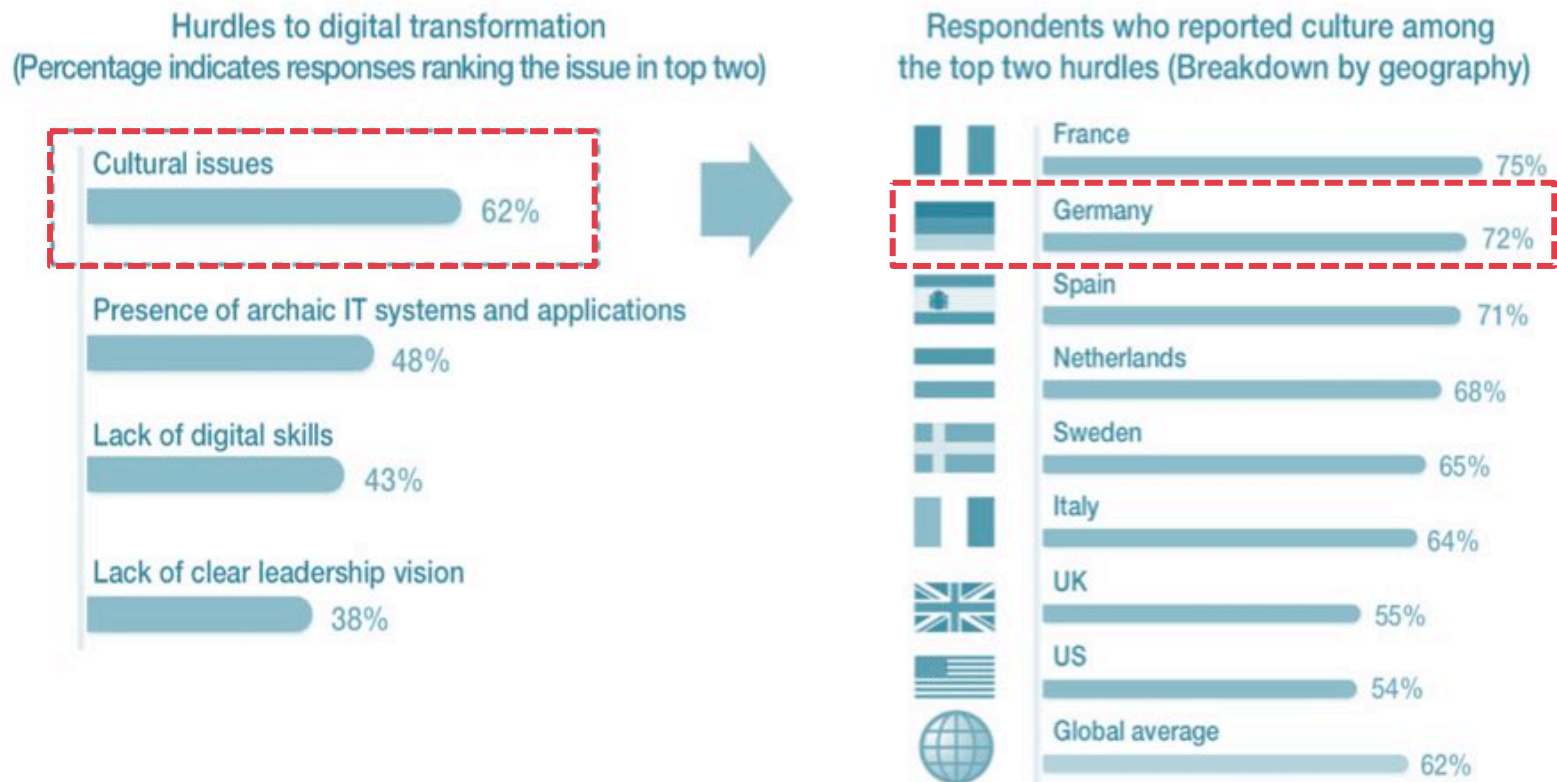 Hurdles to digital transformation
(Percentage indicates responses ranking the issue in top two)
Cultural issues
62%
Presence of archaic IT systems and applications
48%
Lack of digital skills
43%
Lack of clear leadership vision
38%
Respondents who reported culture among
the top two hurdles (Breakdown by geography)
France
75%
Germany
72%
Spain
71%
Netherlands
68%
Sweden
65%
Italy
64%
UK
55%
US
54%
Global average
62%